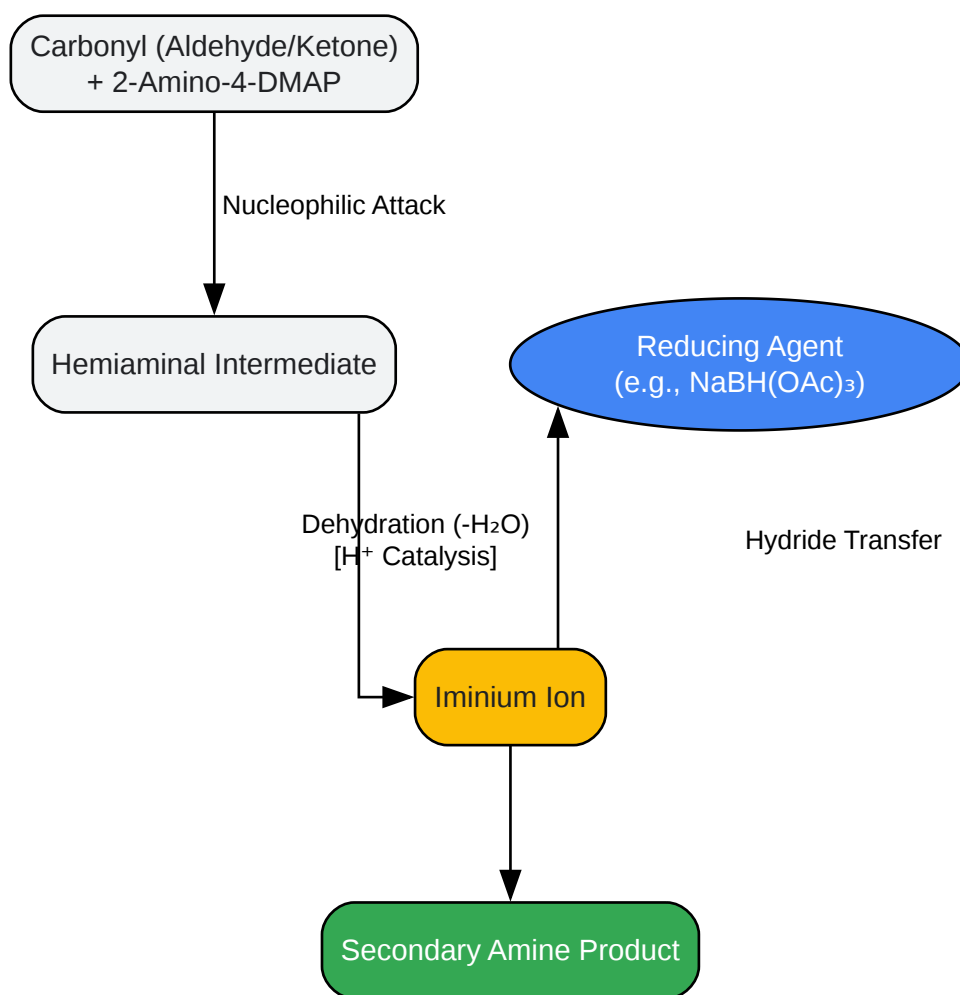 Carbonyl (Aldehyde/Ketone)
+ 2-Amino-4-DMAP
Nucleophilic Attack
Hemiaminal Intermediate
Reducing Agent
(e.g., NaBH(OAc)₃)
Dehydration (-H₂O)
[H⁺ Catalysis]
Hydride Transfer
Iminium Ion
Secondary Amine Product